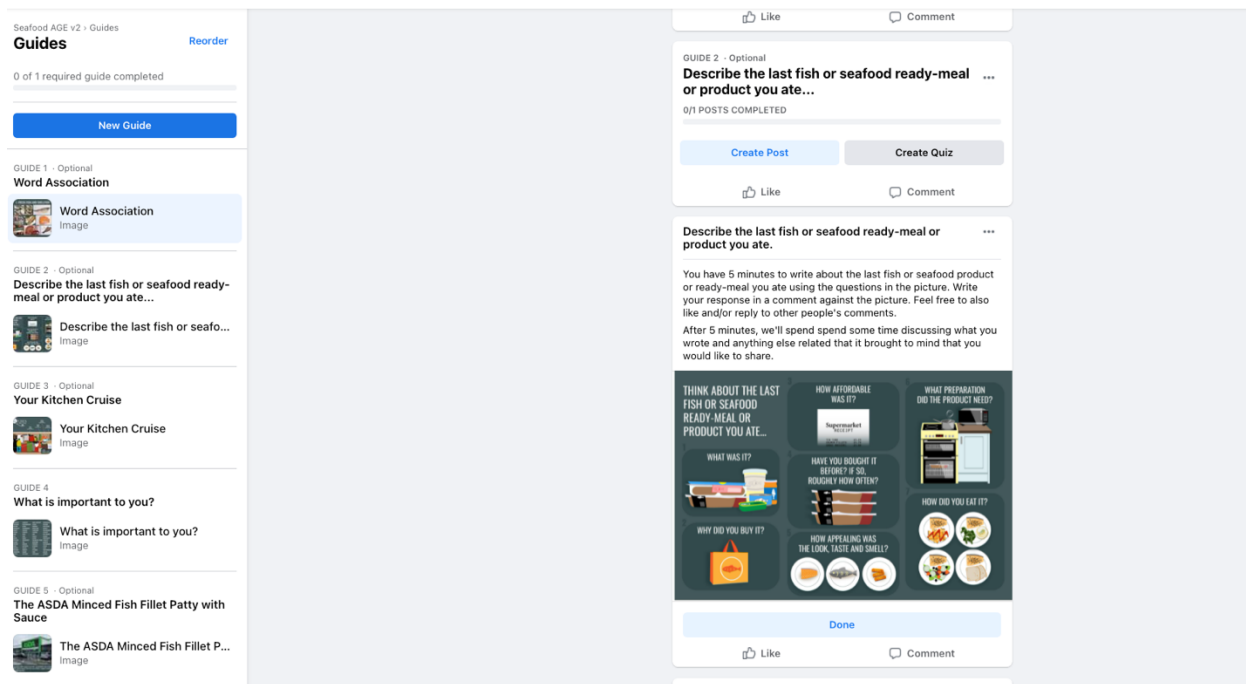 Seafood AGE v2 › Guides
Guides
Reorder
0 of 1 required guide completed
New Guide
GUIDE 1 · Optional
Word Association
Word Association
Image
GUIDE 2 · Optional
Describe the last fish or seafood ready-
meal or product you ate...
Describe the last fish or seafo...
Image
GUIDE 3 · Optional
Your Kitchen Cruise
Your Kitchen Cruise
Image
GUIDE 4
What is important to you?
What is important to you?
Image
GUIDE 5 · Optional
The ASDA Minced Fish Fillet Patty with
Sauce
The ASDA Minced Fish Fillet P...
Image
Like
Comment
GUIDE 2 · Optional
Describe the last fish or seafood ready-meal
or product you ate...
0/1 POSTS COMPLETED
Create Post
Create Quiz
Like
Comment
Describe the last fish or seafood ready-meal or
product you ate.
You have 5 minutes to write about the last fish or seafood product
or ready-meal you ate using the questions in the picture. Write
your response in a comment against the picture. Feel free to also
like and/or reply to other people's comments.
After 5 minutes, we'll spend spend some time discussing what you
wrote and anything else related that it brought to mind that you
would like to share.
THINK ABOUT THE LAST
FISH OR SEAFOOD
READY-MEAL OR
PRODUCT YOU ATE...
WHAT WAS IT?
WHY DID YOU BUY IT?
HOW AFFORDABLE
WAS IT?
Supermarket
RECEIPT
HAVE YOU BOUGHT IT
BEFORE? IF SO,
ROUGHLY HOW OFTEN?
HOW APPEALING WAS
THE LOOK, TASTE AND SMELL?
WHAT PREPARATION
DID THE PRODUCT NEED?
HOW DID YOU EAT IT?
Done
Like
Comment